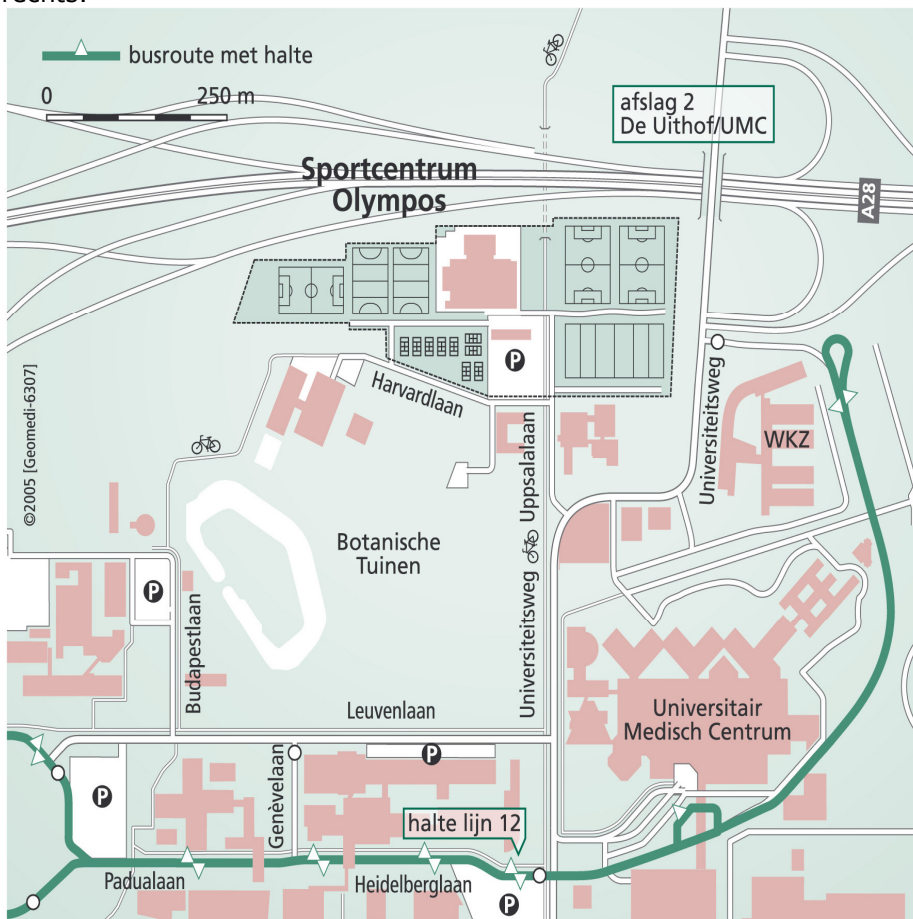 busroute met halte
0 250 m
afslag 2
De Uithof/UMC
Sportcentrum
Olympos
A28
P
Harvardlaan
Universiteitsweg
WKZ
©2005 [Geomedi-6307]
Uppsalalaan
Botanische
Tuinen
P
Budapestlaan
Universiteitsweg
Leuvenlaan
Universitair
Medisch Centrum
Genèvelaan
P
P
halte lijn 12
Padualaan
Heidelberglaan
P